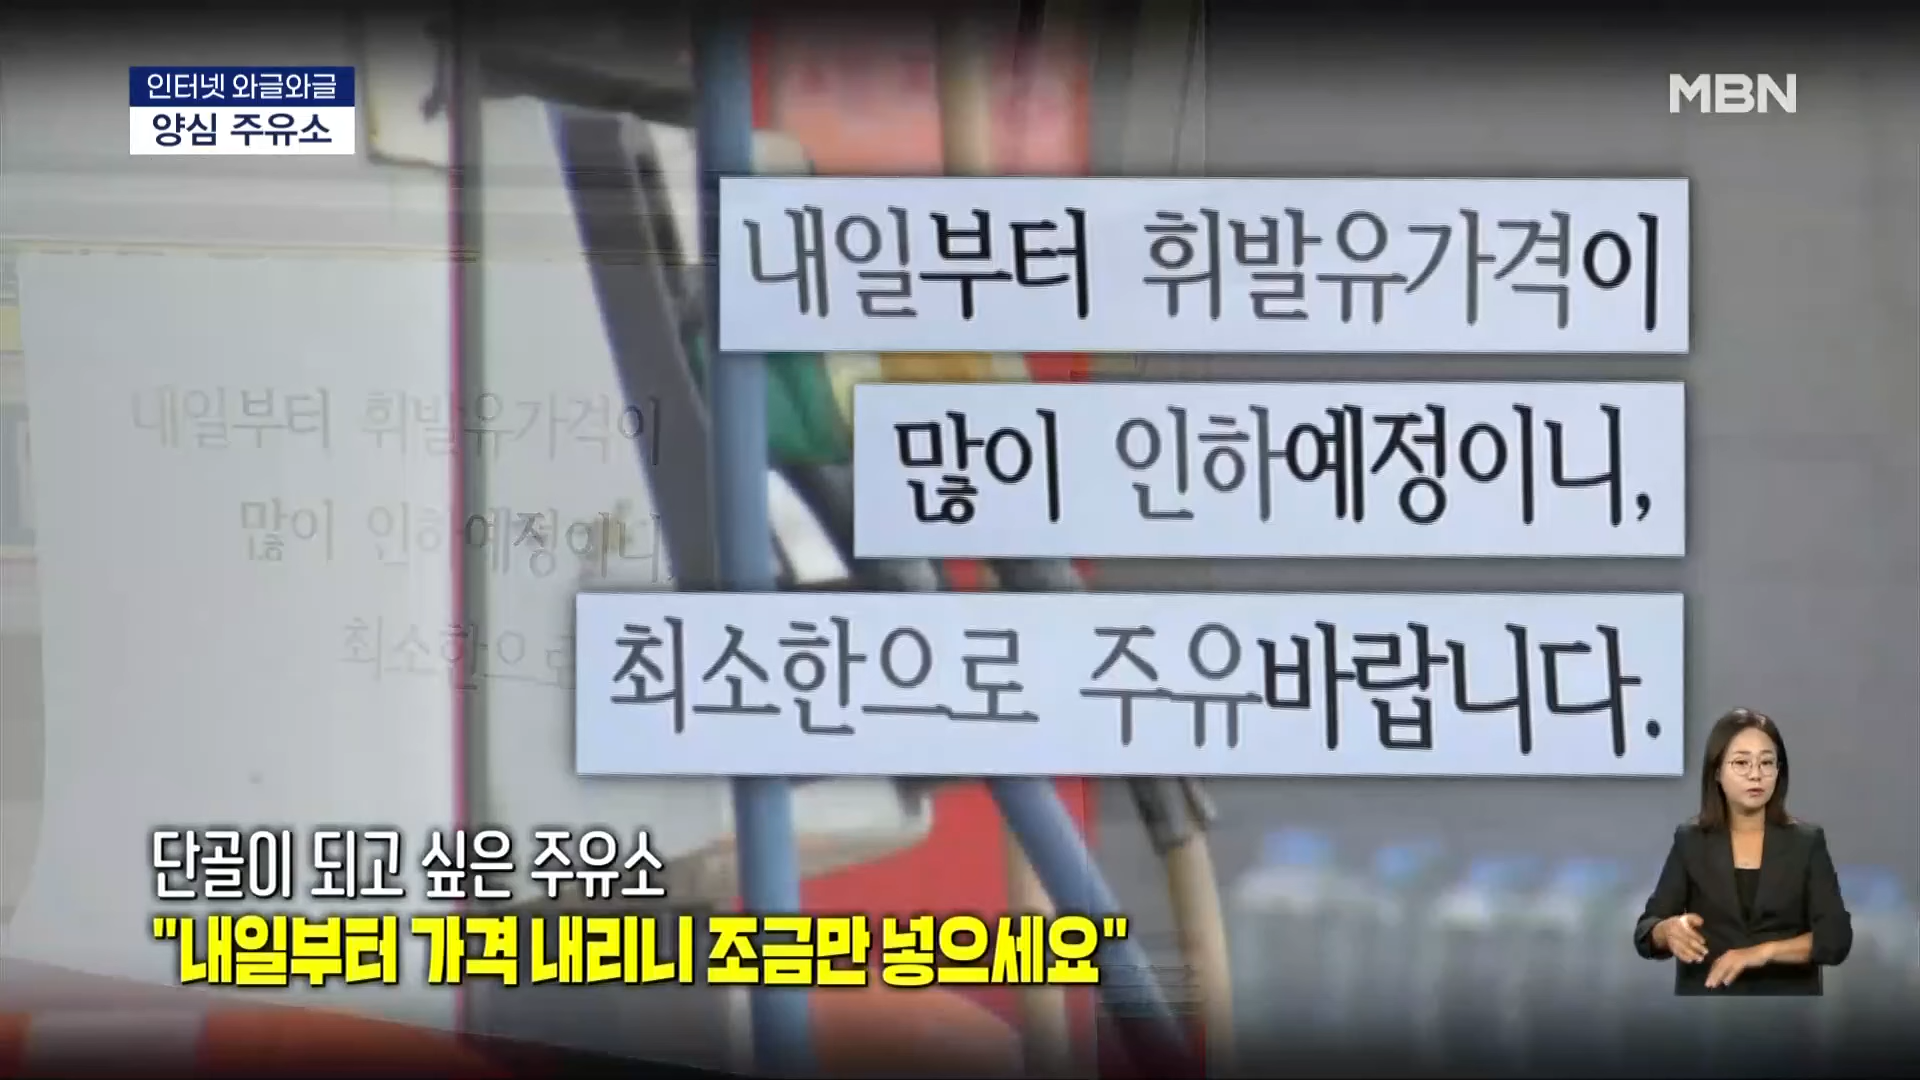 인터넷 와글와글
양심 주유소
MBN
내일부터 휘발유가격이
많이 인하예정이니,
최소한으로 주유바랍니다.
내일부터 휘발유가격이
많이 인하예정이니,
최소한으로
단골이 되고 싶은 주유소
"내일부터 가격 내리니 조금만 넣으세요"